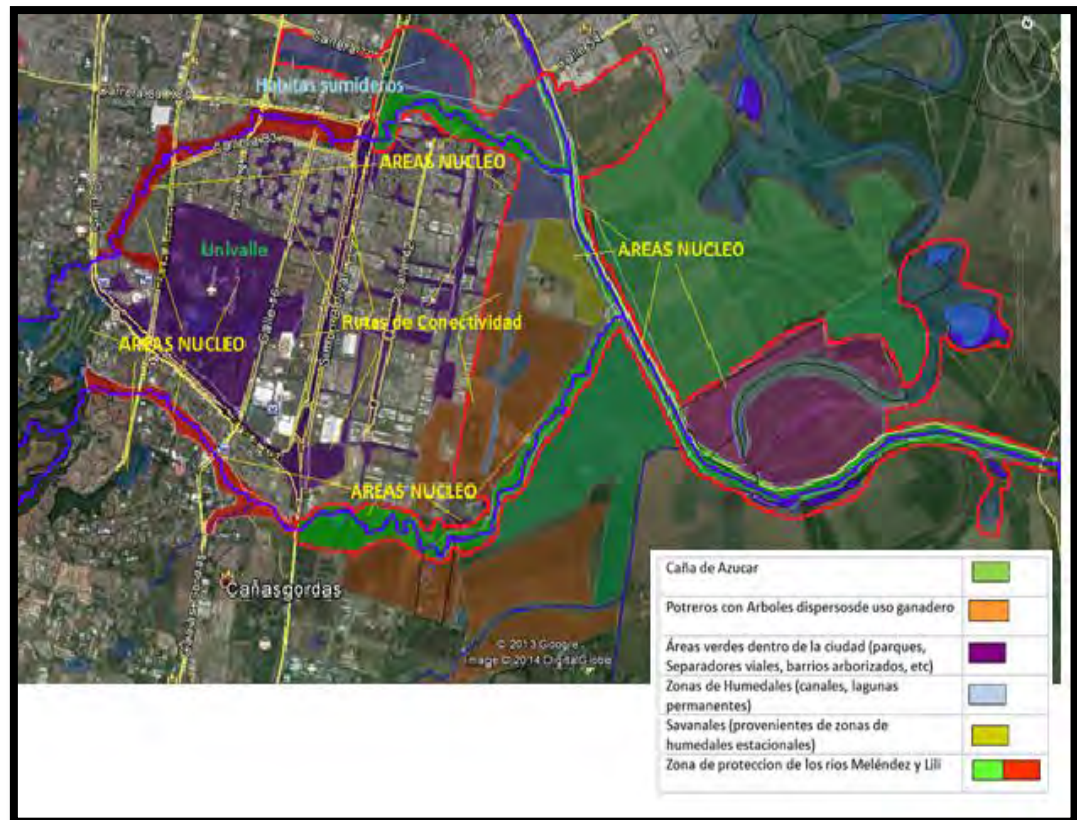 Habitas sumideros
AREAS NUCLEO
Univalle
AREAS NUCLEO
Rutas de Conectividad
AREAS NUCLEO
AREAS NUCLEO
Cañasgordas
© 2013 Google
Image © 2014 DigitalGlobe
Caña de Azucar
Potreros con Arboles dispersosde uso ganadero
Áreas verdes dentro de la ciudad (parques,
Separadores viales, barrios arborizados, etc)
Zonas de Humedales (canales, lagunas
permanentes)
Savanales (provenientes de zonas de
humedales estacionales)
Zona de proteccion de los rios Meléndez y Lili